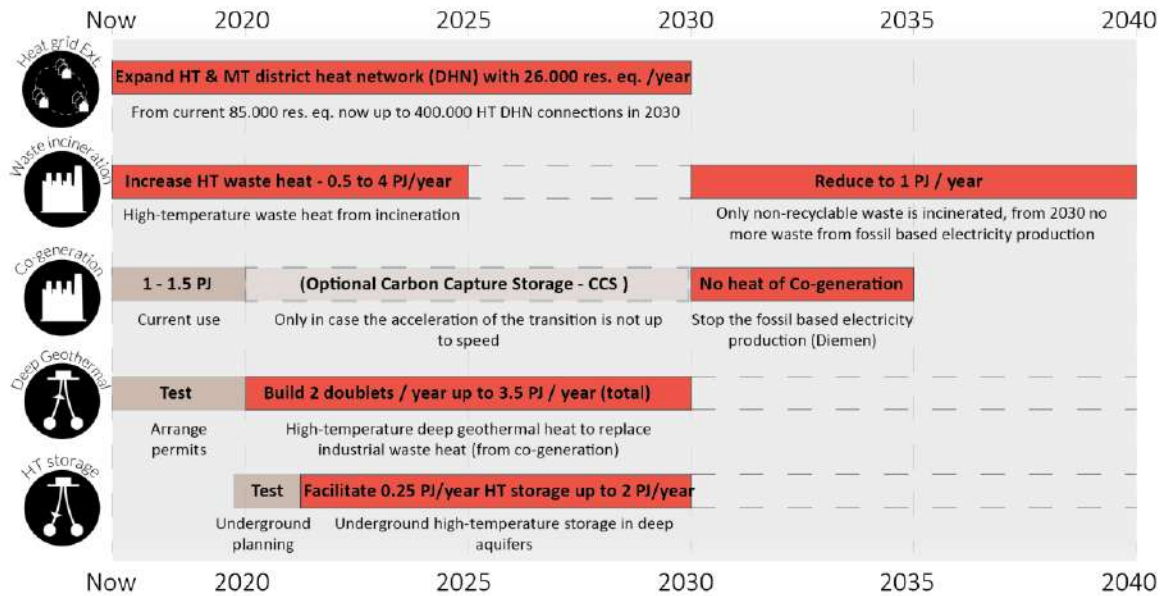 Now 2020 2025 2030 2035 2040
Heat grid Ext.
Expand HT & MT district heat network (DHN) with 26.000 res. eq. /year
From current 85.000 res. eq. now up to 400.000 HT DHN connections in 2030
Waste incineration
Increase HT waste heat - 0.5 to 4 PJ/year
Reduce to 1 PJ / year
High-temperature waste heat from incineration
Only non-recyclable waste is incinerated, from 2030 no
more waste from fossil based electricity production
Co-generation
1 - 1.5 PJ
(Optional Carbon Capture Storage - CCS )
No heat of Co-generation
Current use
Only in case the acceleration of the transition is not up
to speed
Stop the fossil based electricity
production (Diemen)
Deep Geothermal
Test
Build 2 doublets / year up to 3.5 PJ / year (total)
Arrange
permits
High-temperature deep geothermal heat to replace
industrial waste heat (from co-generation)
HT storage
Test
Facilitate 0.25 PJ/year HT storage up to 2 PJ/year
Underground
planning
Underground high-temperature storage in deep
aquifers
Now 2020 2025 2030 2035 2040